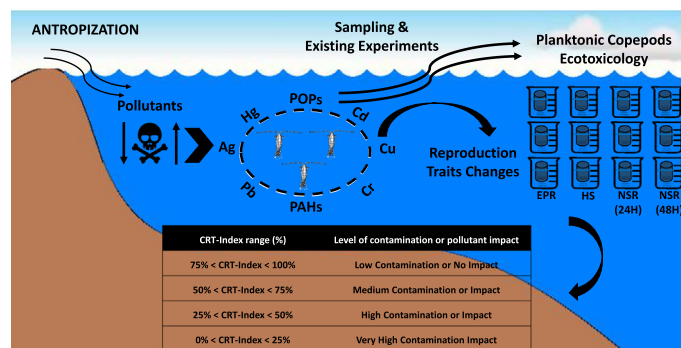 ANTROPIZATION
Sampling &
Existing Experiments
Planktonic Copepods
Ecotoxicology
Pollutants
POPs
Hg
Cd
Ag
Cu
Pb
Cr
PAHs
Reproduction
Traits Changes
EPR
HS
NSR
(24H)
NSR
(48H)
CRT-Index range (%) Level of contamination or pollutant impact
75% < CRT-Index < 100% Low Contamination or No Impact
50% < CRT-Index < 75% Medium Contamination or Impact
25% < CRT-Index < 50% High Contamination or Impact
0% < CRT-Index < 25% Very High Contamination Impact